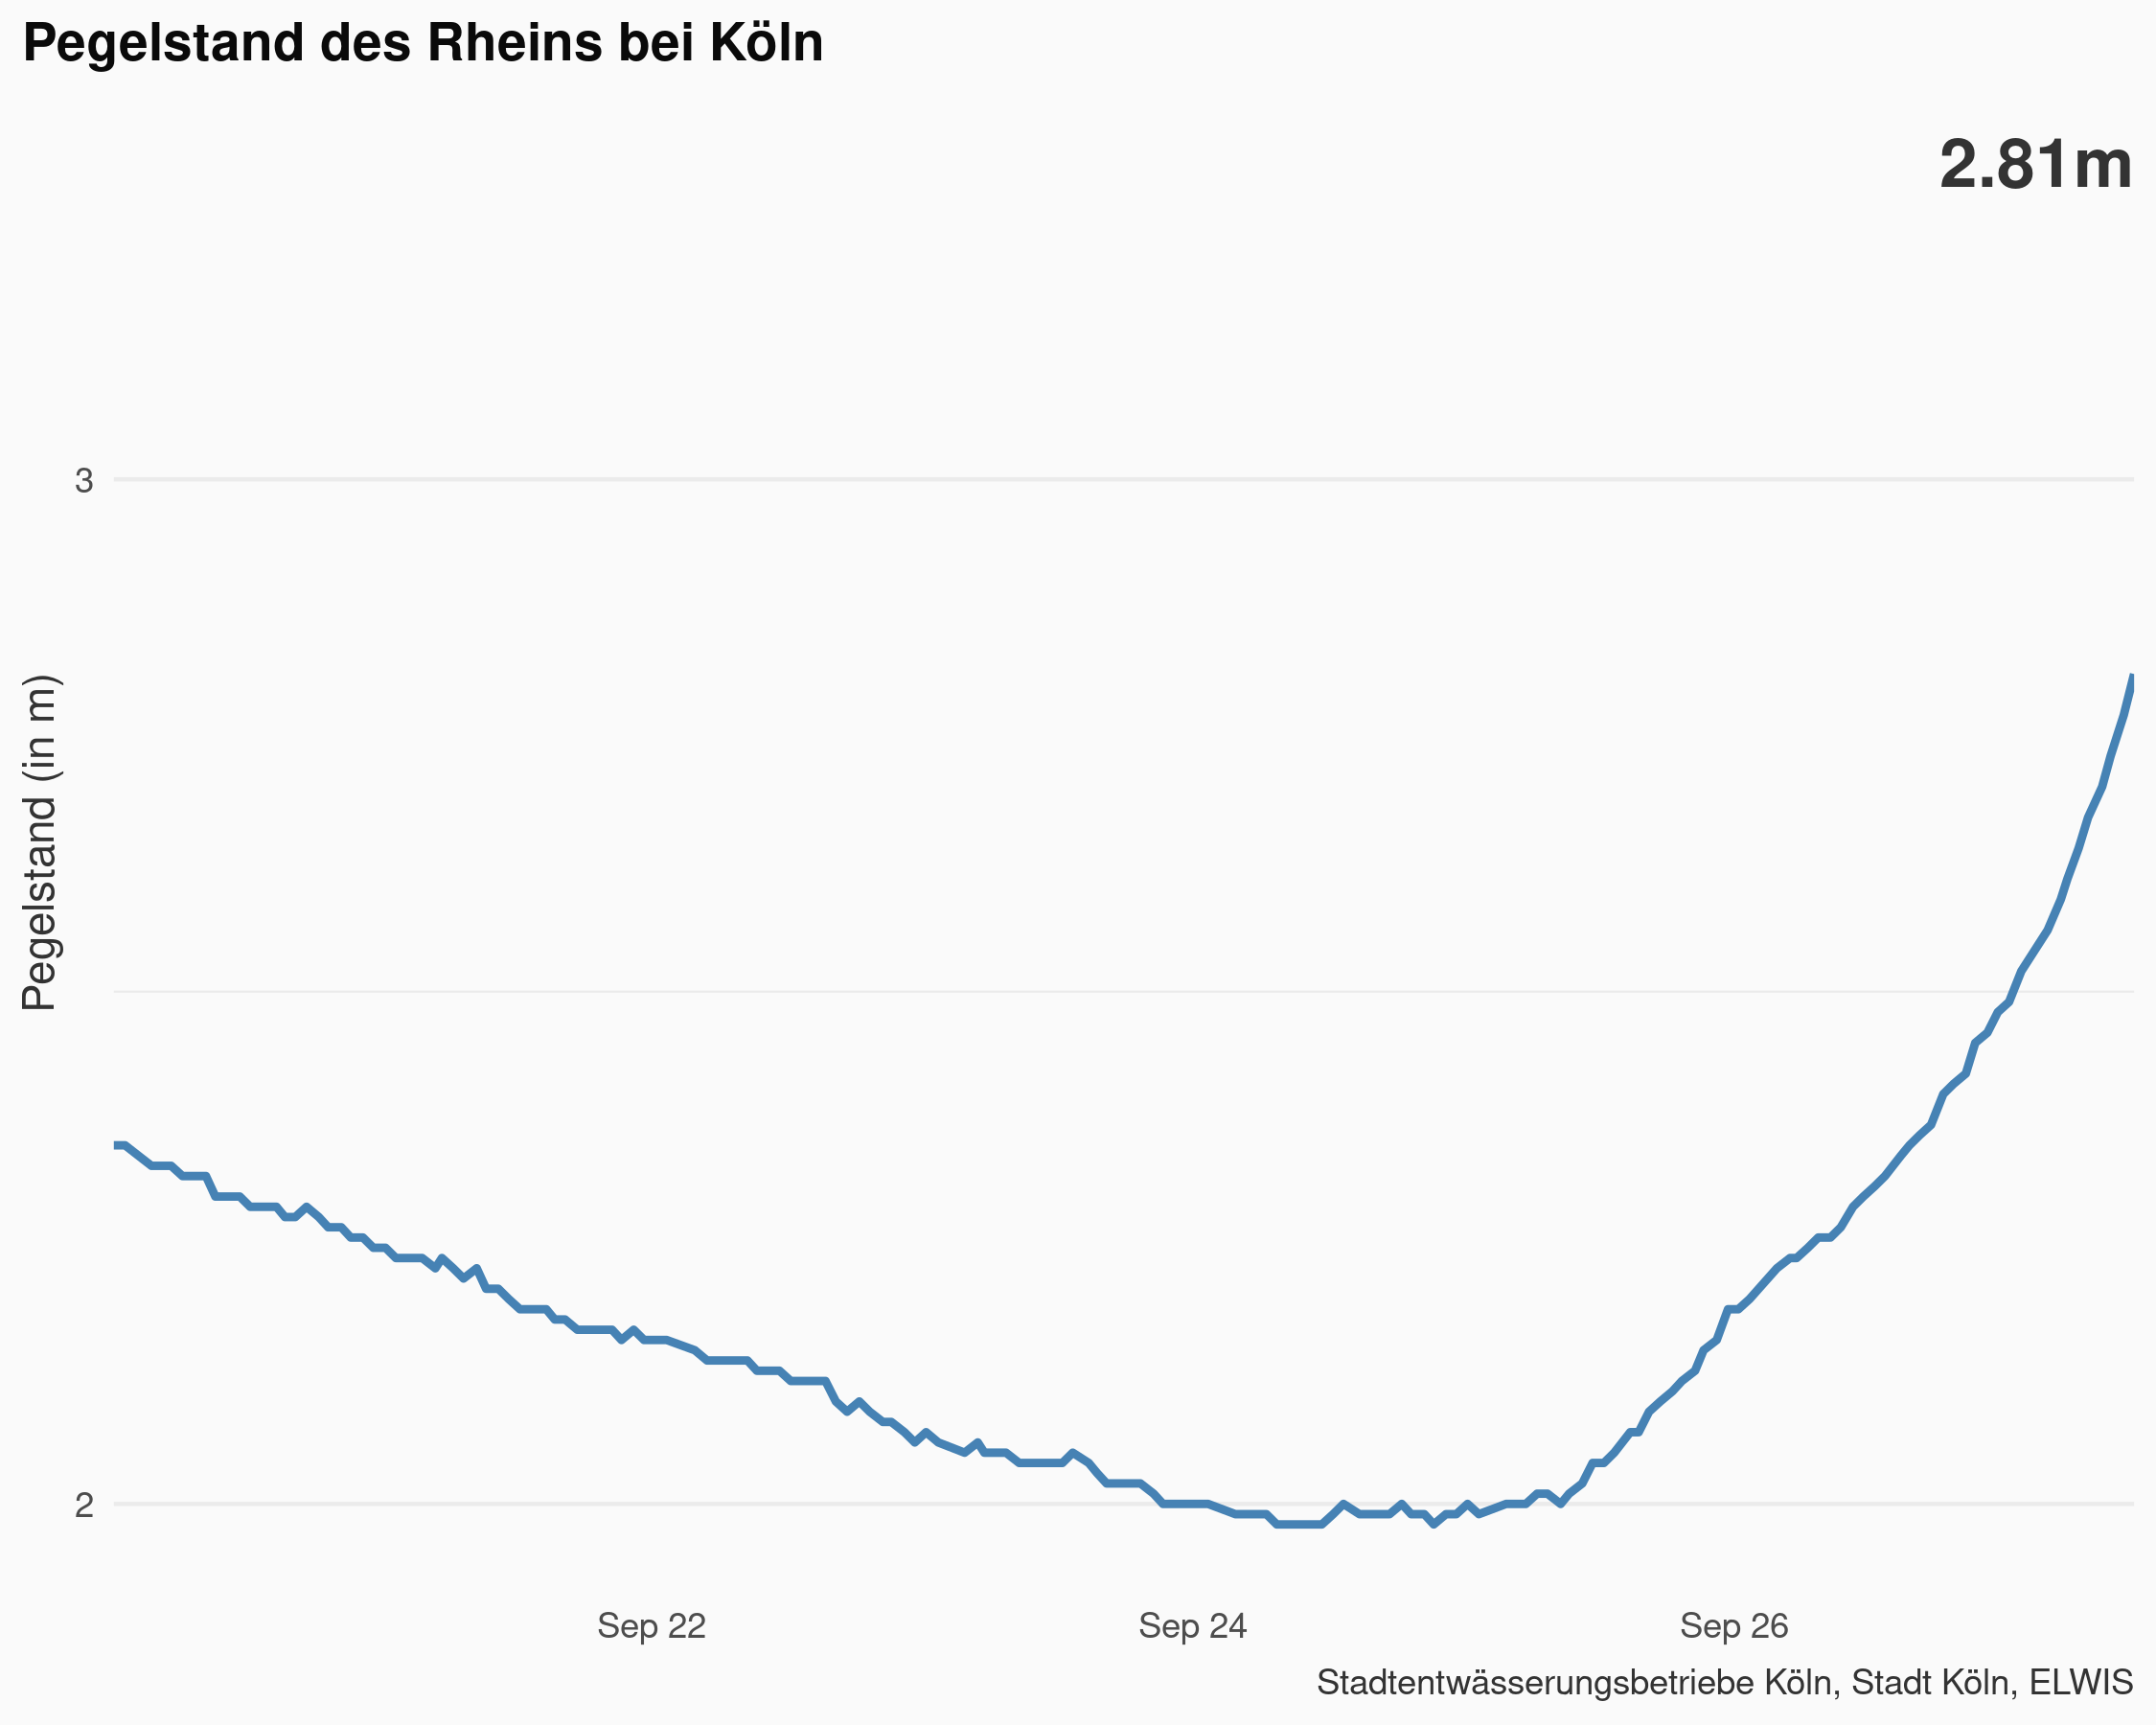 Pegelstand des Rheins bei Köln
2.81m
3
Pegelstand (in m)
2
Sep 22
Sep 24
Sep 26
Stadtentwässerungsbetriebe Köln, Stadt Köln, ELWIS